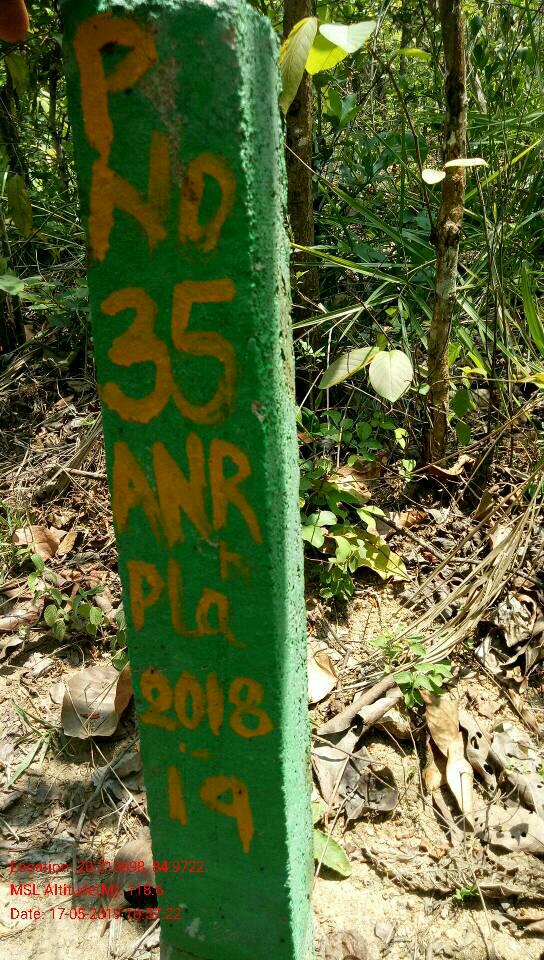 P
NO
35
ANR
Pla
2018
-
19
Location: 20.310698, 84.9722
MSL Altitude(M): 118.6
Date: 17-05-2019 10:57:22